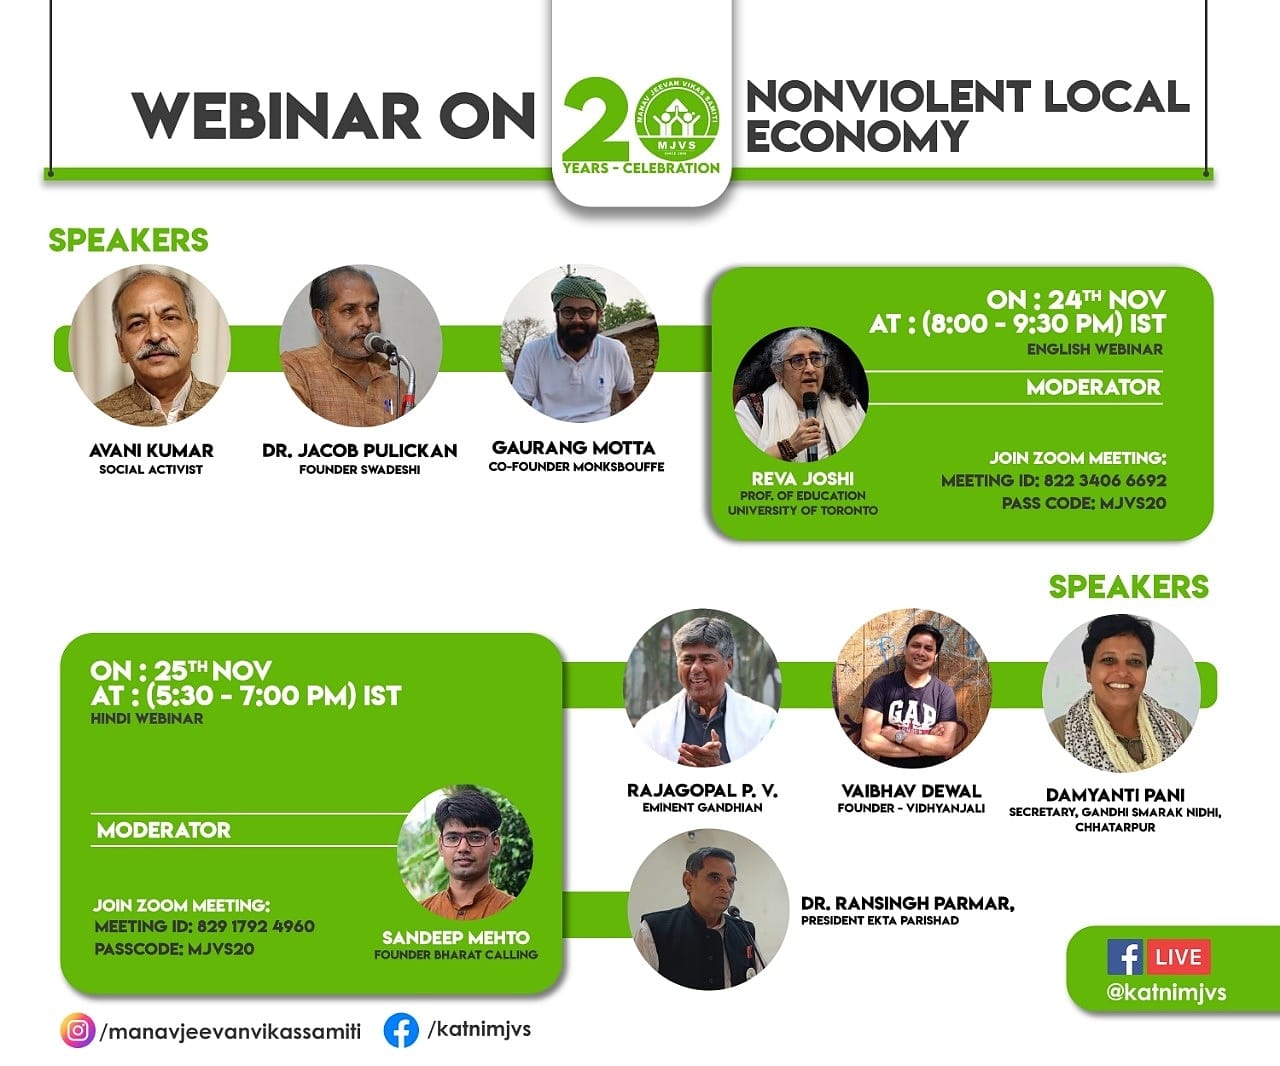 WEBINAR ON
20
MANAV JEEVAN VIKAS SAMITI
MJVS
YEARS - CELEBRATION
NONVIOLENT LOCAL
ECONOMY
SPEAKERS
AVANI KUMAR
SOCIAL ACTIVIST
DR. JACOB PULICKAN
FOUNDER SWADESHI
GAURANG MOTTA
CO-FOUNDER MONKSBOUFFE
ON : 24TH NOV
AT : (8:00 - 9:30 PM) IST
ENGLISH WEBINAR
MODERATOR
REVA JOSHI
PROF. OF EDUCATION
UNIVERSITY OF TORONTO
JOIN ZOOM MEETING:
MEETING ID: 822 3406 6692
PASS CODE: MJVS20
SPEAKERS
ON : 25TH NOV
AT : (5:30 - 7:00 PM) IST
HINDI WEBINAR
MODERATOR
SANDEEP MEHTO
FOUNDER BHARAT CALLING
JOIN ZOOM MEETING:
MEETING ID: 829 1792 4960
PASSCODE: MJVS20
RAJAGOPAL P. V.
EMINENT GANDHIAN
GAP
VAIBHAV DEWAL
FOUNDER - VIDHYANJALI
DAMYANTI PANI
SECRETARY, GANDHI SMARAK NIDHI,
CHHATARPUR
DR. RANSINGH PARMAR,
PRESIDENT EKTA PARISHAD
f LIVE
@katnimjvs
/manavjeevanvikassamiti
/katnimjvs